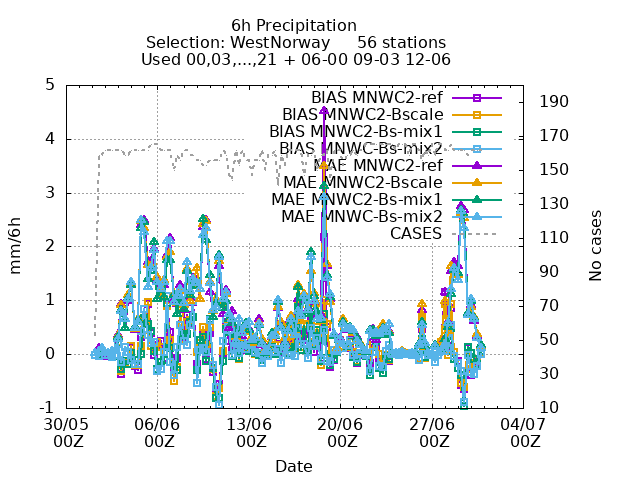 6h Precipitation
Selection: WestNorway 56 stations
Used 00,03,...,21 + 06-00 09-03 12-06
BIAS MNWC2-ref
BIAS MNWC2-Bscale
BIAS MNWC2-Bs-mix1
BIAS MNWC-Bs-mix2
MAE MNWC2-ref
MAE MNWC2-Bscale
MAE MNWC2-Bs-mix1
MAE MNWC-Bs-mix2
CASES
5
4
3
2
1
0
-1
mm/6h
190
170
150
130
110
90
70
50
30
10
No cases
30/05 06/06 13/06 20/06 27/06 04/07
00Z 00Z 00Z 00Z 00Z 00Z
Date